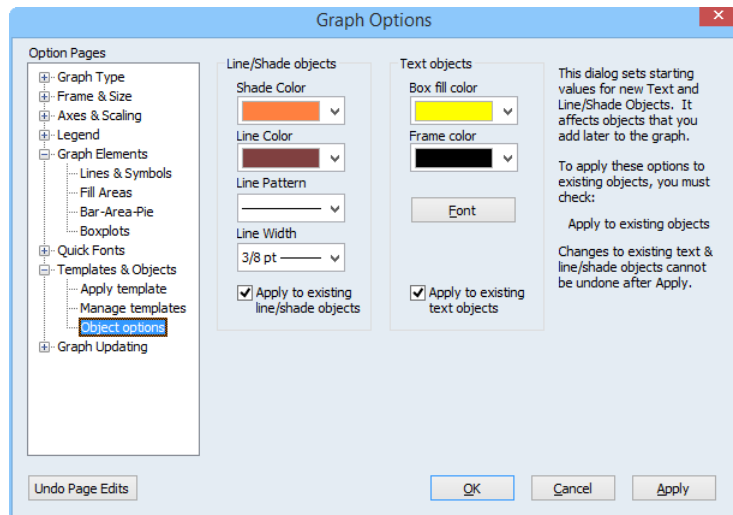 Graph Options
Option Pages
Graph Type
Frame & Size
Axes & Scaling
Legend
Graph Elements
Lines & Symbols
Fill Areas
Bar-Area-Pie
Boxplots
Quick Fonts
Templates & Objects
Apply template
Manage templates
Object options
Graph Updating
Line/Shade objects
Shade Color
Line Color
Line Pattern
Line Width
3/8 pt
Apply to existing
line/shade objects
Text objects
Box fill color
Frame color
Font
Apply to existing
text objects
This dialog sets starting
values for new Text and
Line/Shade Objects. It
affects objects that you
add later to the graph.
To apply these options to
existing objects, you must
check:
Apply to existing objects
Changes to existing text &
line/shade objects cannot
be undone after Apply.
Undo Page Edits
OK
Cancel
Apply